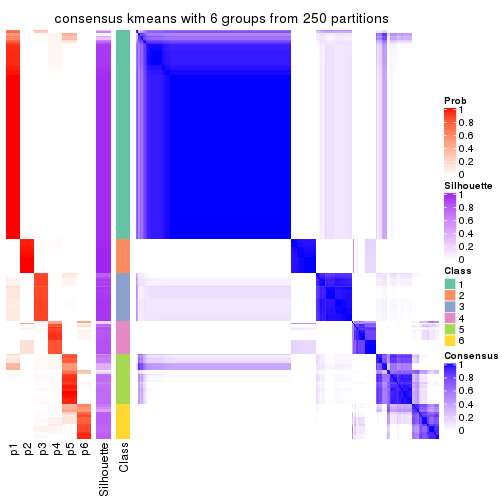 consensus kmeans with 6 groups from 250 partitions
Prob
1
0.8
0.6
0.4
0.2
0
Silhouette
1
0.8
0.6
0.4
0.2
0
Class
1
2
3
4
5
6
Consensus
1
0.8
0.6
0.4
0.2
0
p1
p2
p3
p4
p5
p6
Silhouette
Class